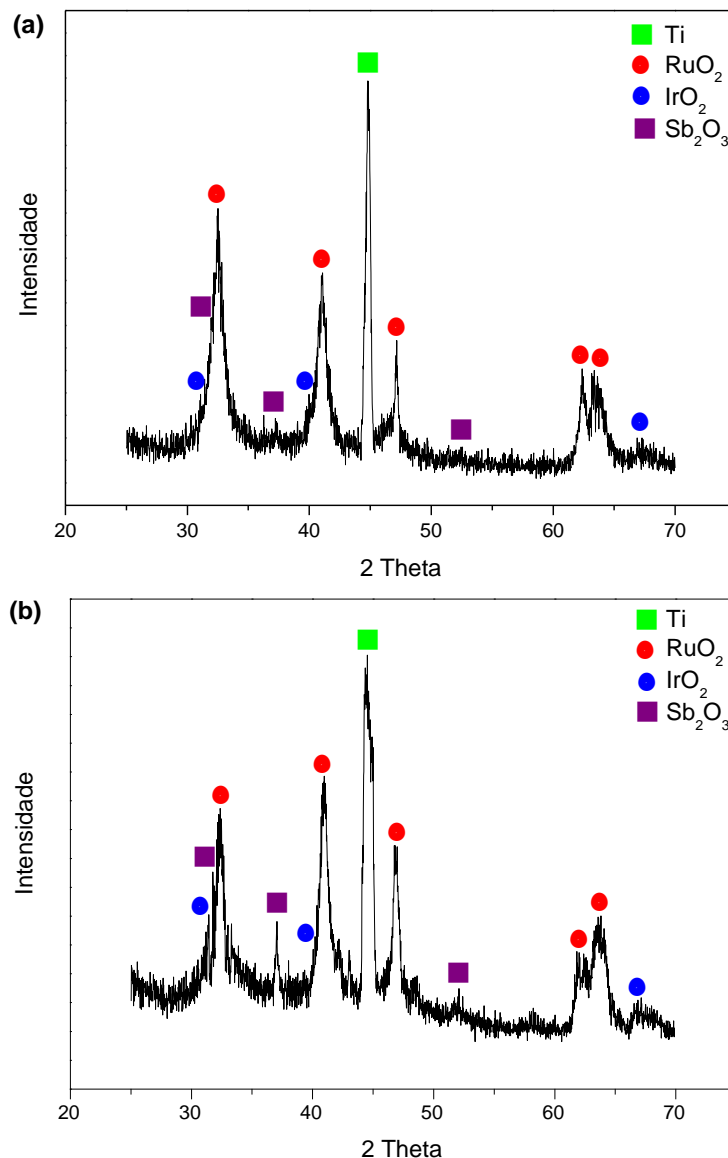 (a)
Ti
RuO₂
IrO₂
Sb₂O₃
Intensidade
20 30 40 50 60 70
2 Theta
(b)
Ti
RuO₂
IrO₂
Sb₂O₃
Intensidade
20 30 40 50 60 70
2 Theta